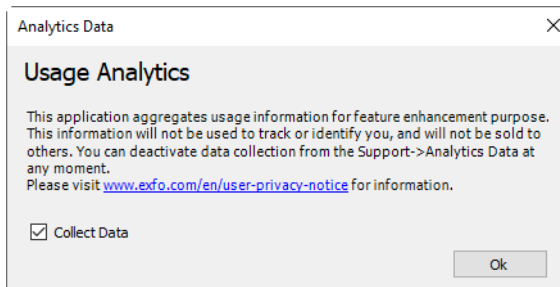 Analytics Data
Usage Analytics
This application aggregates usage information for feature enhancement purpose.
This information will not be used to track or identify you, and will not be sold to
others. You can deactivate data collection from the Support->Analytics Data at
any moment.
Please visit www.exfo.com/en/user-privacy-notice for information.
Collect Data
Ok